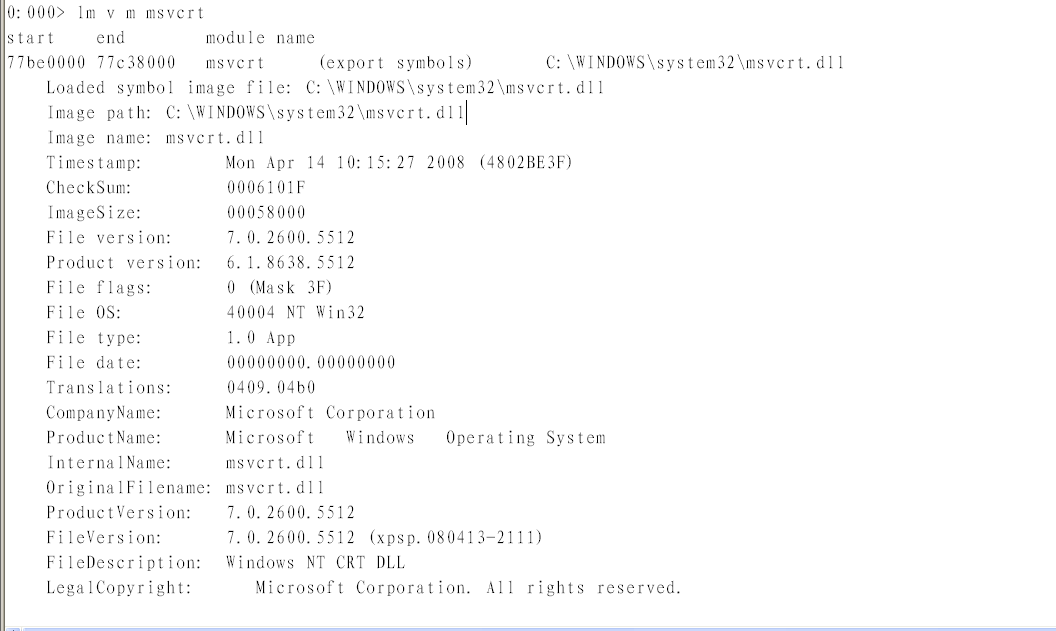 0:000> lm v m msvcrt
start    end        module name
77be0000 77c38000   msvcrt     (export symbols)       C:\WINDOWS\system32\msvcrt.dll
    Loaded symbol image file: C:\WINDOWS\system32\msvcrt.dll
    Image path: C:\WINDOWS\system32\msvcrt.dll
    Image name: msvcrt.dll
    Timestamp:        Mon Apr 14 10:15:27 2008 (4802BE3F)
    CheckSum:         0006101F
    ImageSize:        00058000
    File version:     7.0.2600.5512
    Product version:  6.1.8638.5512
    File flags:       0 (Mask 3F)
    File OS:          40004 NT Win32
    File type:        1.0 App
    File date:        00000000.00000000
    Translations:     0409.04b0
    CompanyName:      Microsoft Corporation
    ProductName:      Microsoft   Windows   Operating System
    InternalName:     msvcrt.dll
    OriginalFilename: msvcrt.dll
    ProductVersion:   7.0.2600.5512
    FileVersion:      7.0.2600.5512 (xpsp.080413-2111)
    FileDescription:  Windows NT CRT DLL
    LegalCopyright:      Microsoft Corporation. All rights reserved.